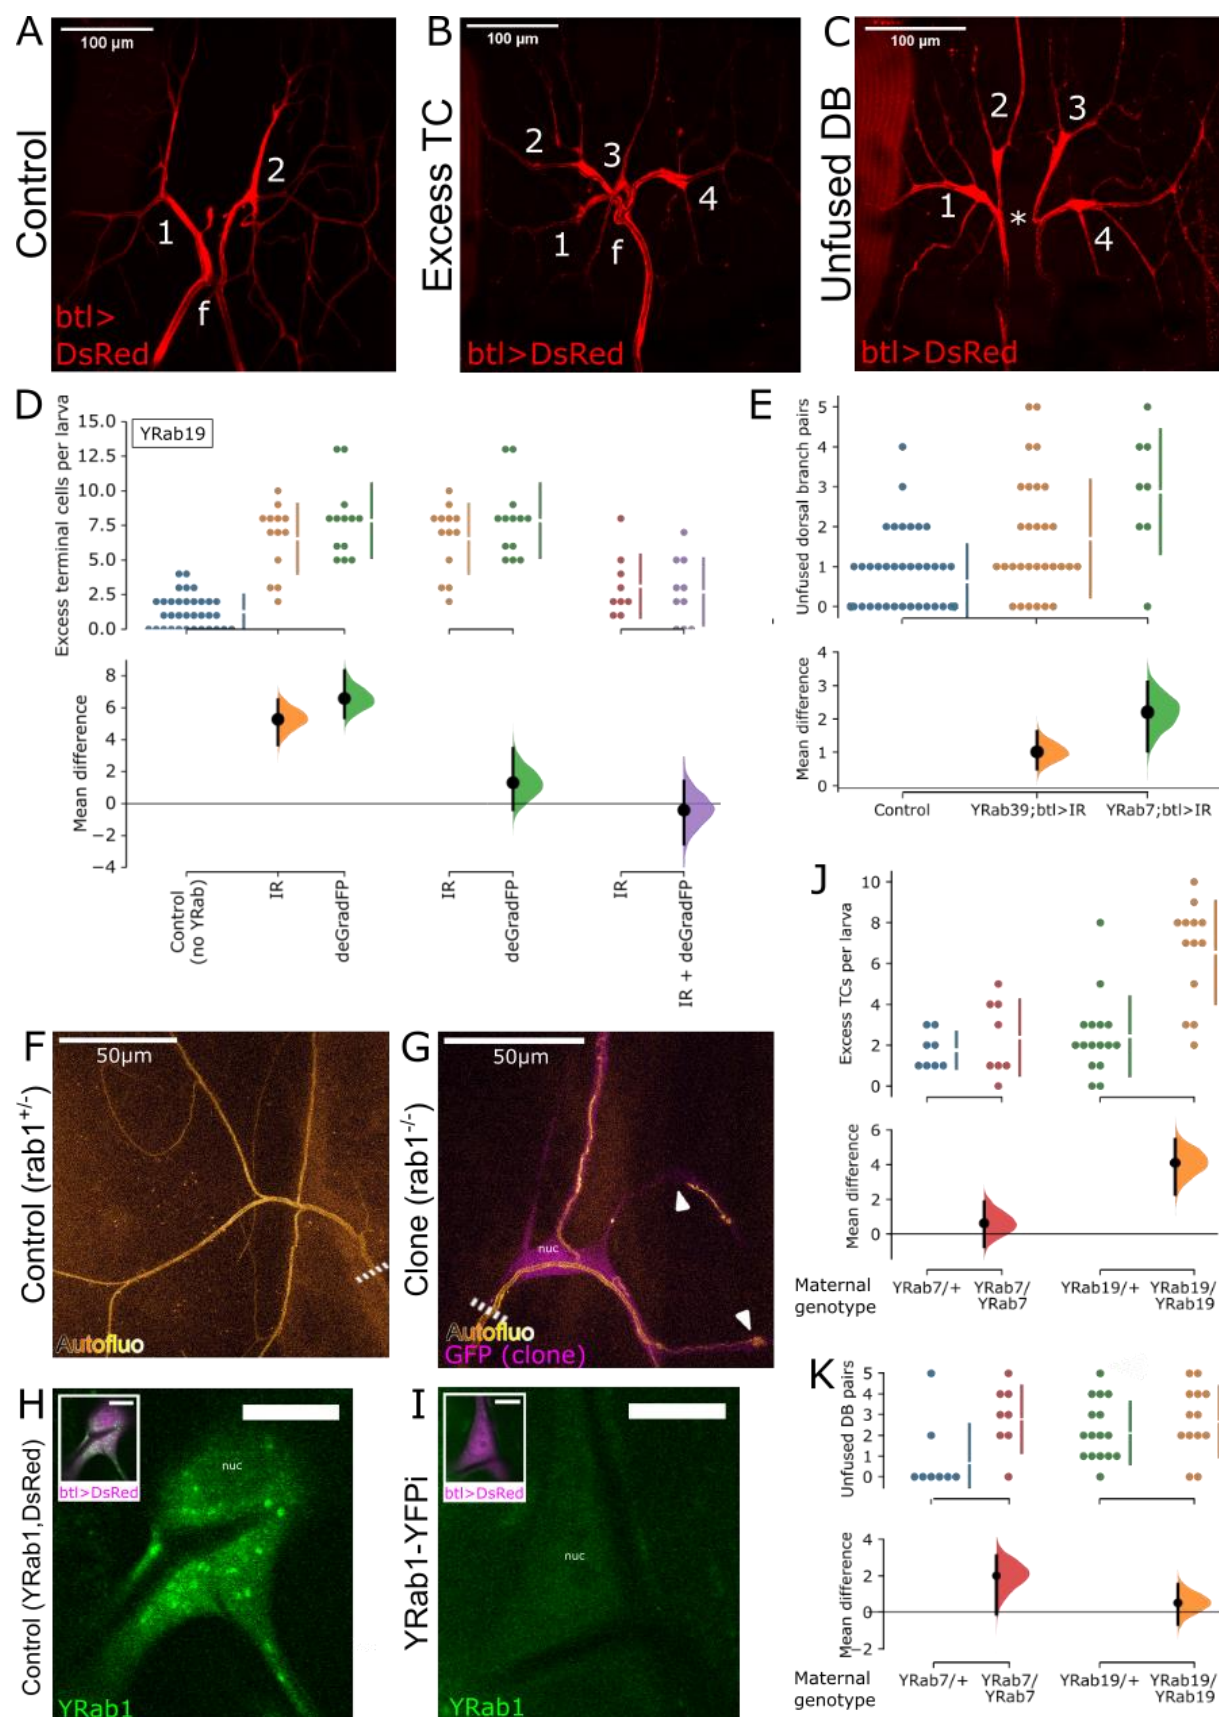 A
100 µm
Control
1
2
f
btl>
DsRed
B
100 µm
Excess TC
2
3
1
f
4
btl>DsRed
C
100 µm
Unfused DB
2
3
1
*
4
btl>DsRed
D
Excess terminal cells per larva
15.0
12.5
10.0
7.5
5.0
2.5
0.0
YRab19
Mean difference
8
6
4
2
0
−2
−4
Control
(no YRab)
IR
deGradFP
IR
deGradFP
IR
IR + deGradFP
E
Unfused dorsal branch pairs
5
4
3
2
1
0
Mean difference
4
3
2
1
0
Control
YRab39;btl>IR
YRab7;btl>IR
F
50µm
Control (rab1+/-)
Autofluo
G
50µm
Clone (rab1-/-)
nuc
Autofluo
GFP (clone)
H
Control (YRab1,DsRed)
btl>DsRed
nuc
YRab1
I
YRab1-YFPi
btl>DsRed
nuc
YRab1
J
Excess TCs per larva
10
8
6
4
2
0
Mean difference
6
4
2
0
Maternal
genotype
YRab7/+
YRab7/
YRab7
YRab19/+
YRab19/
YRab19
K
Unfused DB pairs
5
4
3
2
1
0
Mean difference
4
2
0
−2
Maternal
genotype
YRab7/+
YRab7/
YRab7
YRab19/+
YRab19/
YRab19